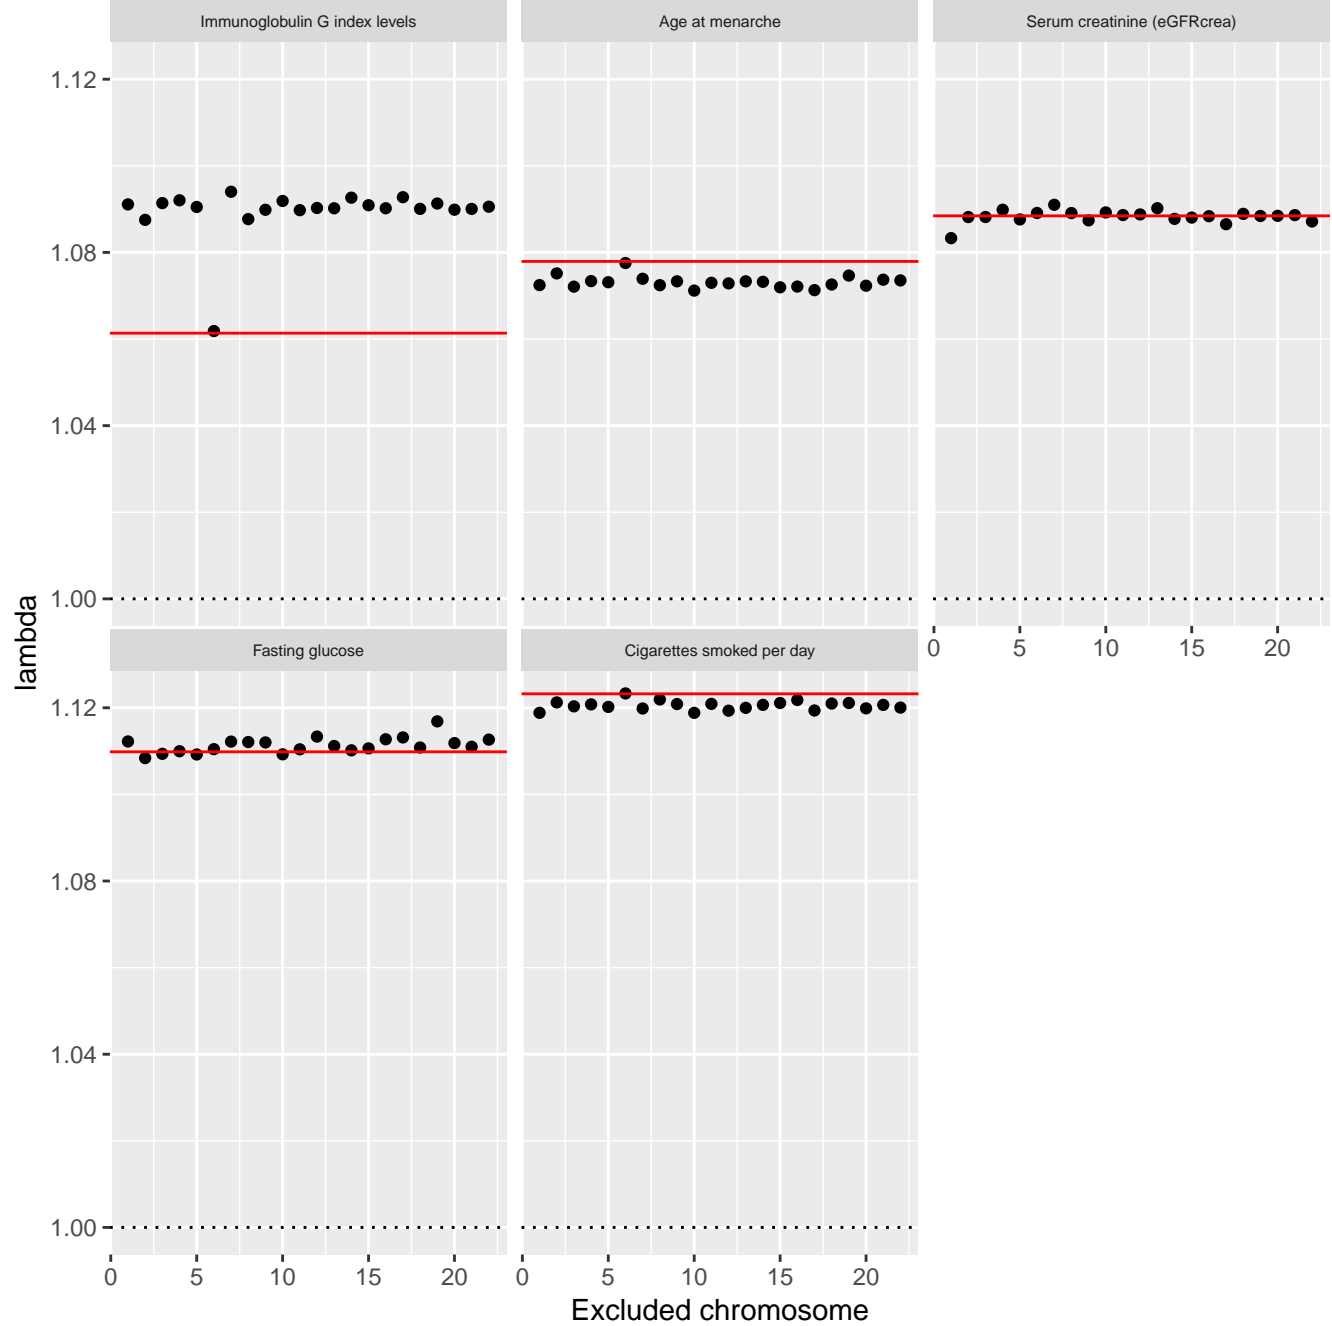 Immunoglobulin G index levels
Age at menarche
Serum creatinine (eGFRcrea)
1.12
1.08
1.04
1.00
0 5 10 15 20
lambda
Fasting glucose
Cigarettes smoked per day
1.12
1.08
1.04
1.00
0 5 10 15 20
0 5 10 15 20
Excluded chromosome